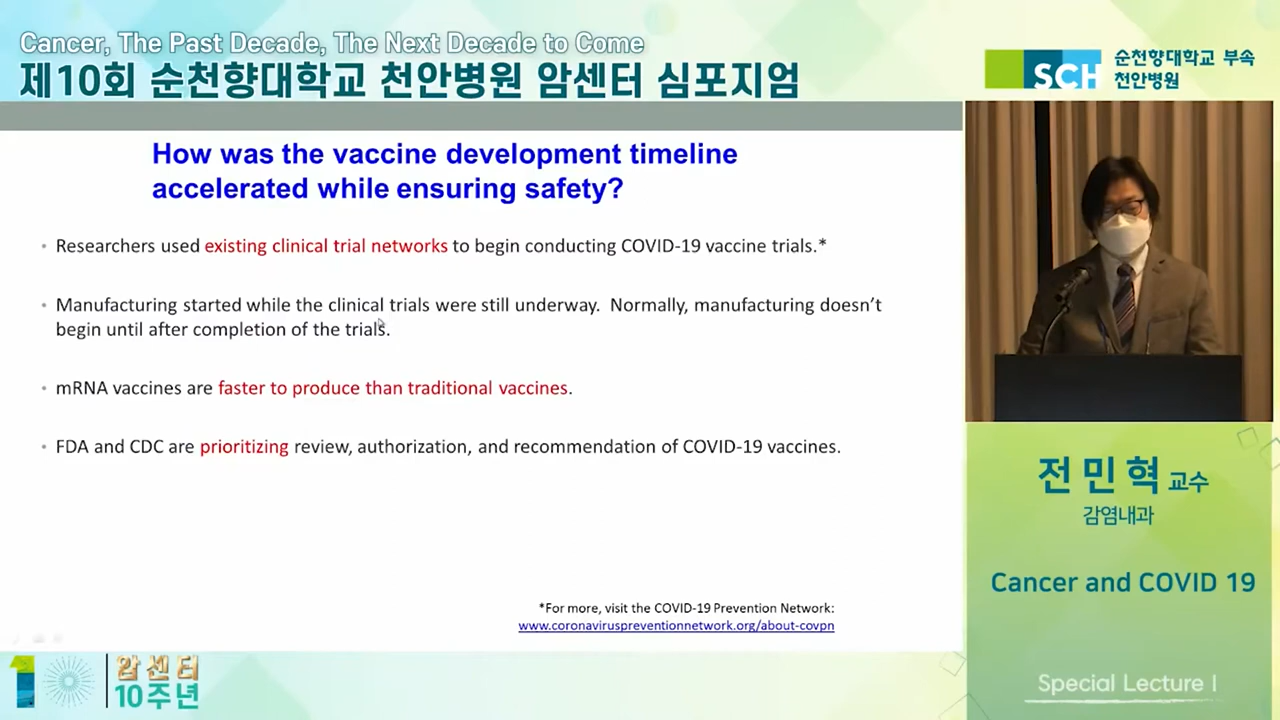 Cancer, The Past Decade, The Next Decade to Come
제10회 순천향대학교 천안병원 암센터 심포지엄
SCH
순천향대학교 부속
천안병원
How was the vaccine development timeline
accelerated while ensuring safety?
• Researchers used existing clinical trial networks to begin conducting COVID-19 vaccine trials.*
• Manufacturing started while the clinical trials were still underway. Normally, manufacturing doesn't
begin until after completion of the trials.
• mRNA vaccines are faster to produce than traditional vaccines.
• FDA and CDC are prioritizing review, authorization, and recommendation of COVID-19 vaccines.
*For more, visit the COVID-19 Prevention Network:
www.coronaviruspreventionnetwork.org/about-covpn
전민혁 교수
감염내과
Cancer and COVID 19
Special Lecture I
암센터
10주년